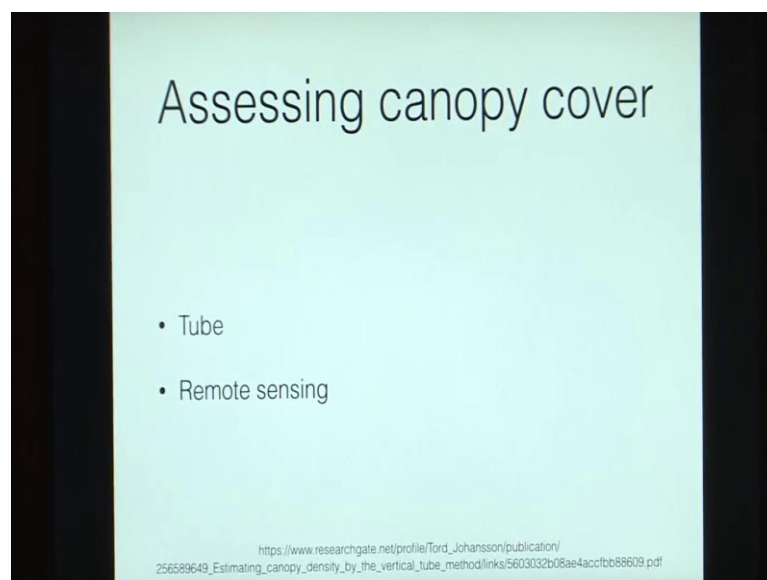 Assessing canopy cover
• Tube
• Remote sensing
https://www.researchgate.net/profile/Tord_Johansson/publication/
256589649_Estimating_canopy_density_by_the_vertical_tube_method/links/5603032b08ae4accfbb88609.pdf